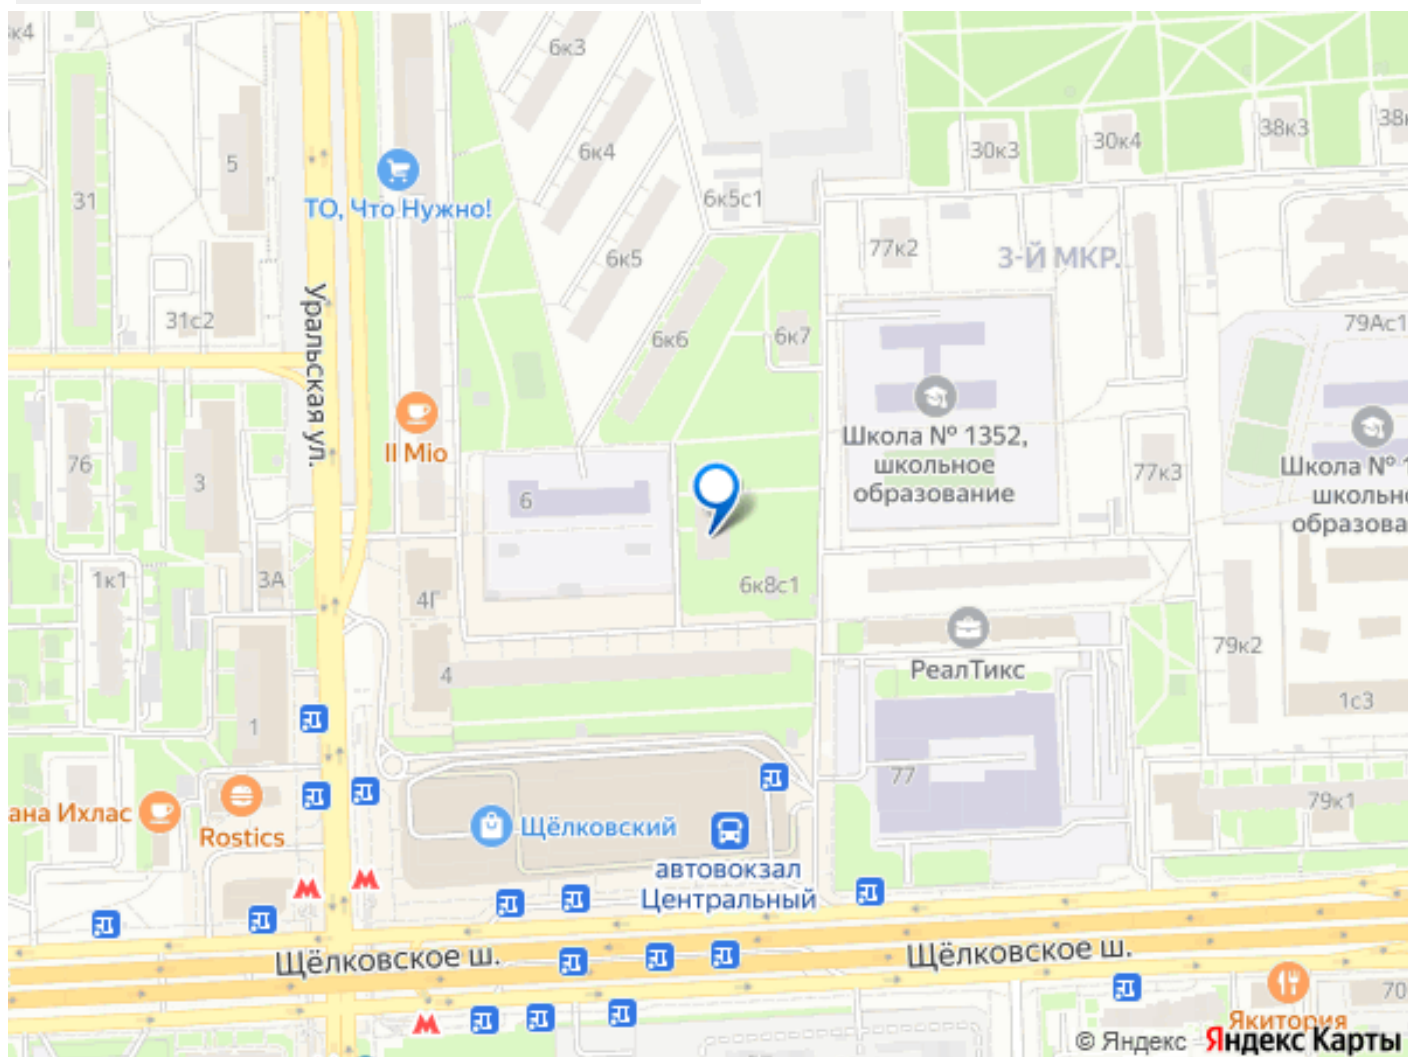 6к3
6к4
30к3
30к4
38к3
5
31
ТО, Что Нужно!
6к5с1
77к2
3-Й МКР.
6к5
31с2
Уральская ул.
6к6
6к7
79Ас1
Il Mio
Школа № 1352,
школьное
образование
76
3
6
77к3
Школа №
школьн
образова
1к1
3А
4Г
6к8с1
РеалТикс
79к2
4
1с3
1
77
79к1
ана Ихлас
Rostics
Щёлковский
автовокзал
Центральный
Щёлковское ш.
Щёлковское ш.
70
Якитория
© Яндекс
Яндекс Карты